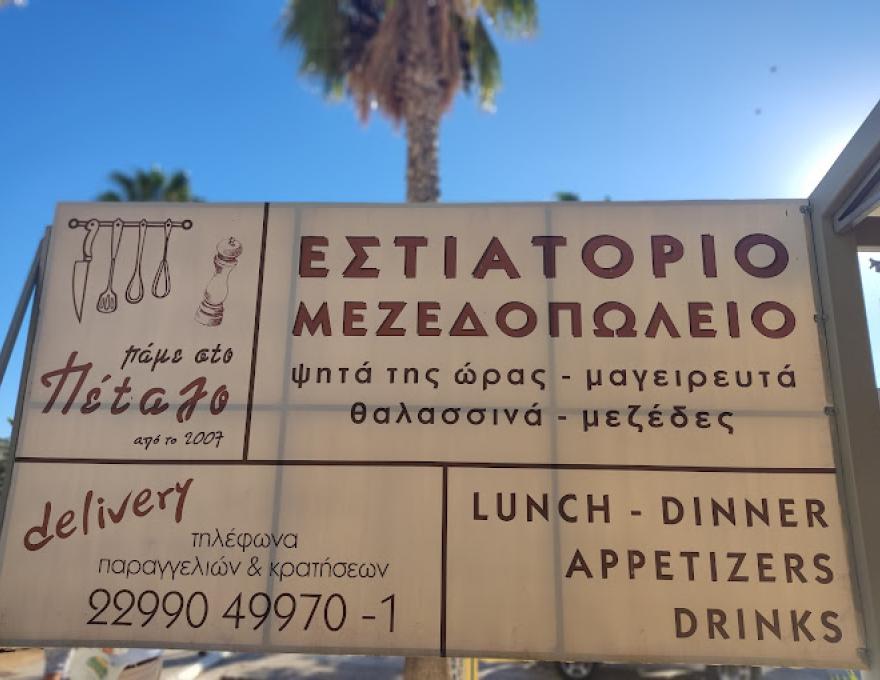 πάμε στο
Πέταλο
από το 2007
ΕΣΤΙΑΤΟΡΙΟ
ΜΕΖΕΔΟΠΩΛΕΙΟ
ψητά της ώρας - μαγειρευτά
θαλασσινά - μεζέδες
delivery
τηλέφωνα
παραγγελιών & κρατήσεων
22990 49970 -1
LUNCH - DINNER
APPETIZERS
DRINKS